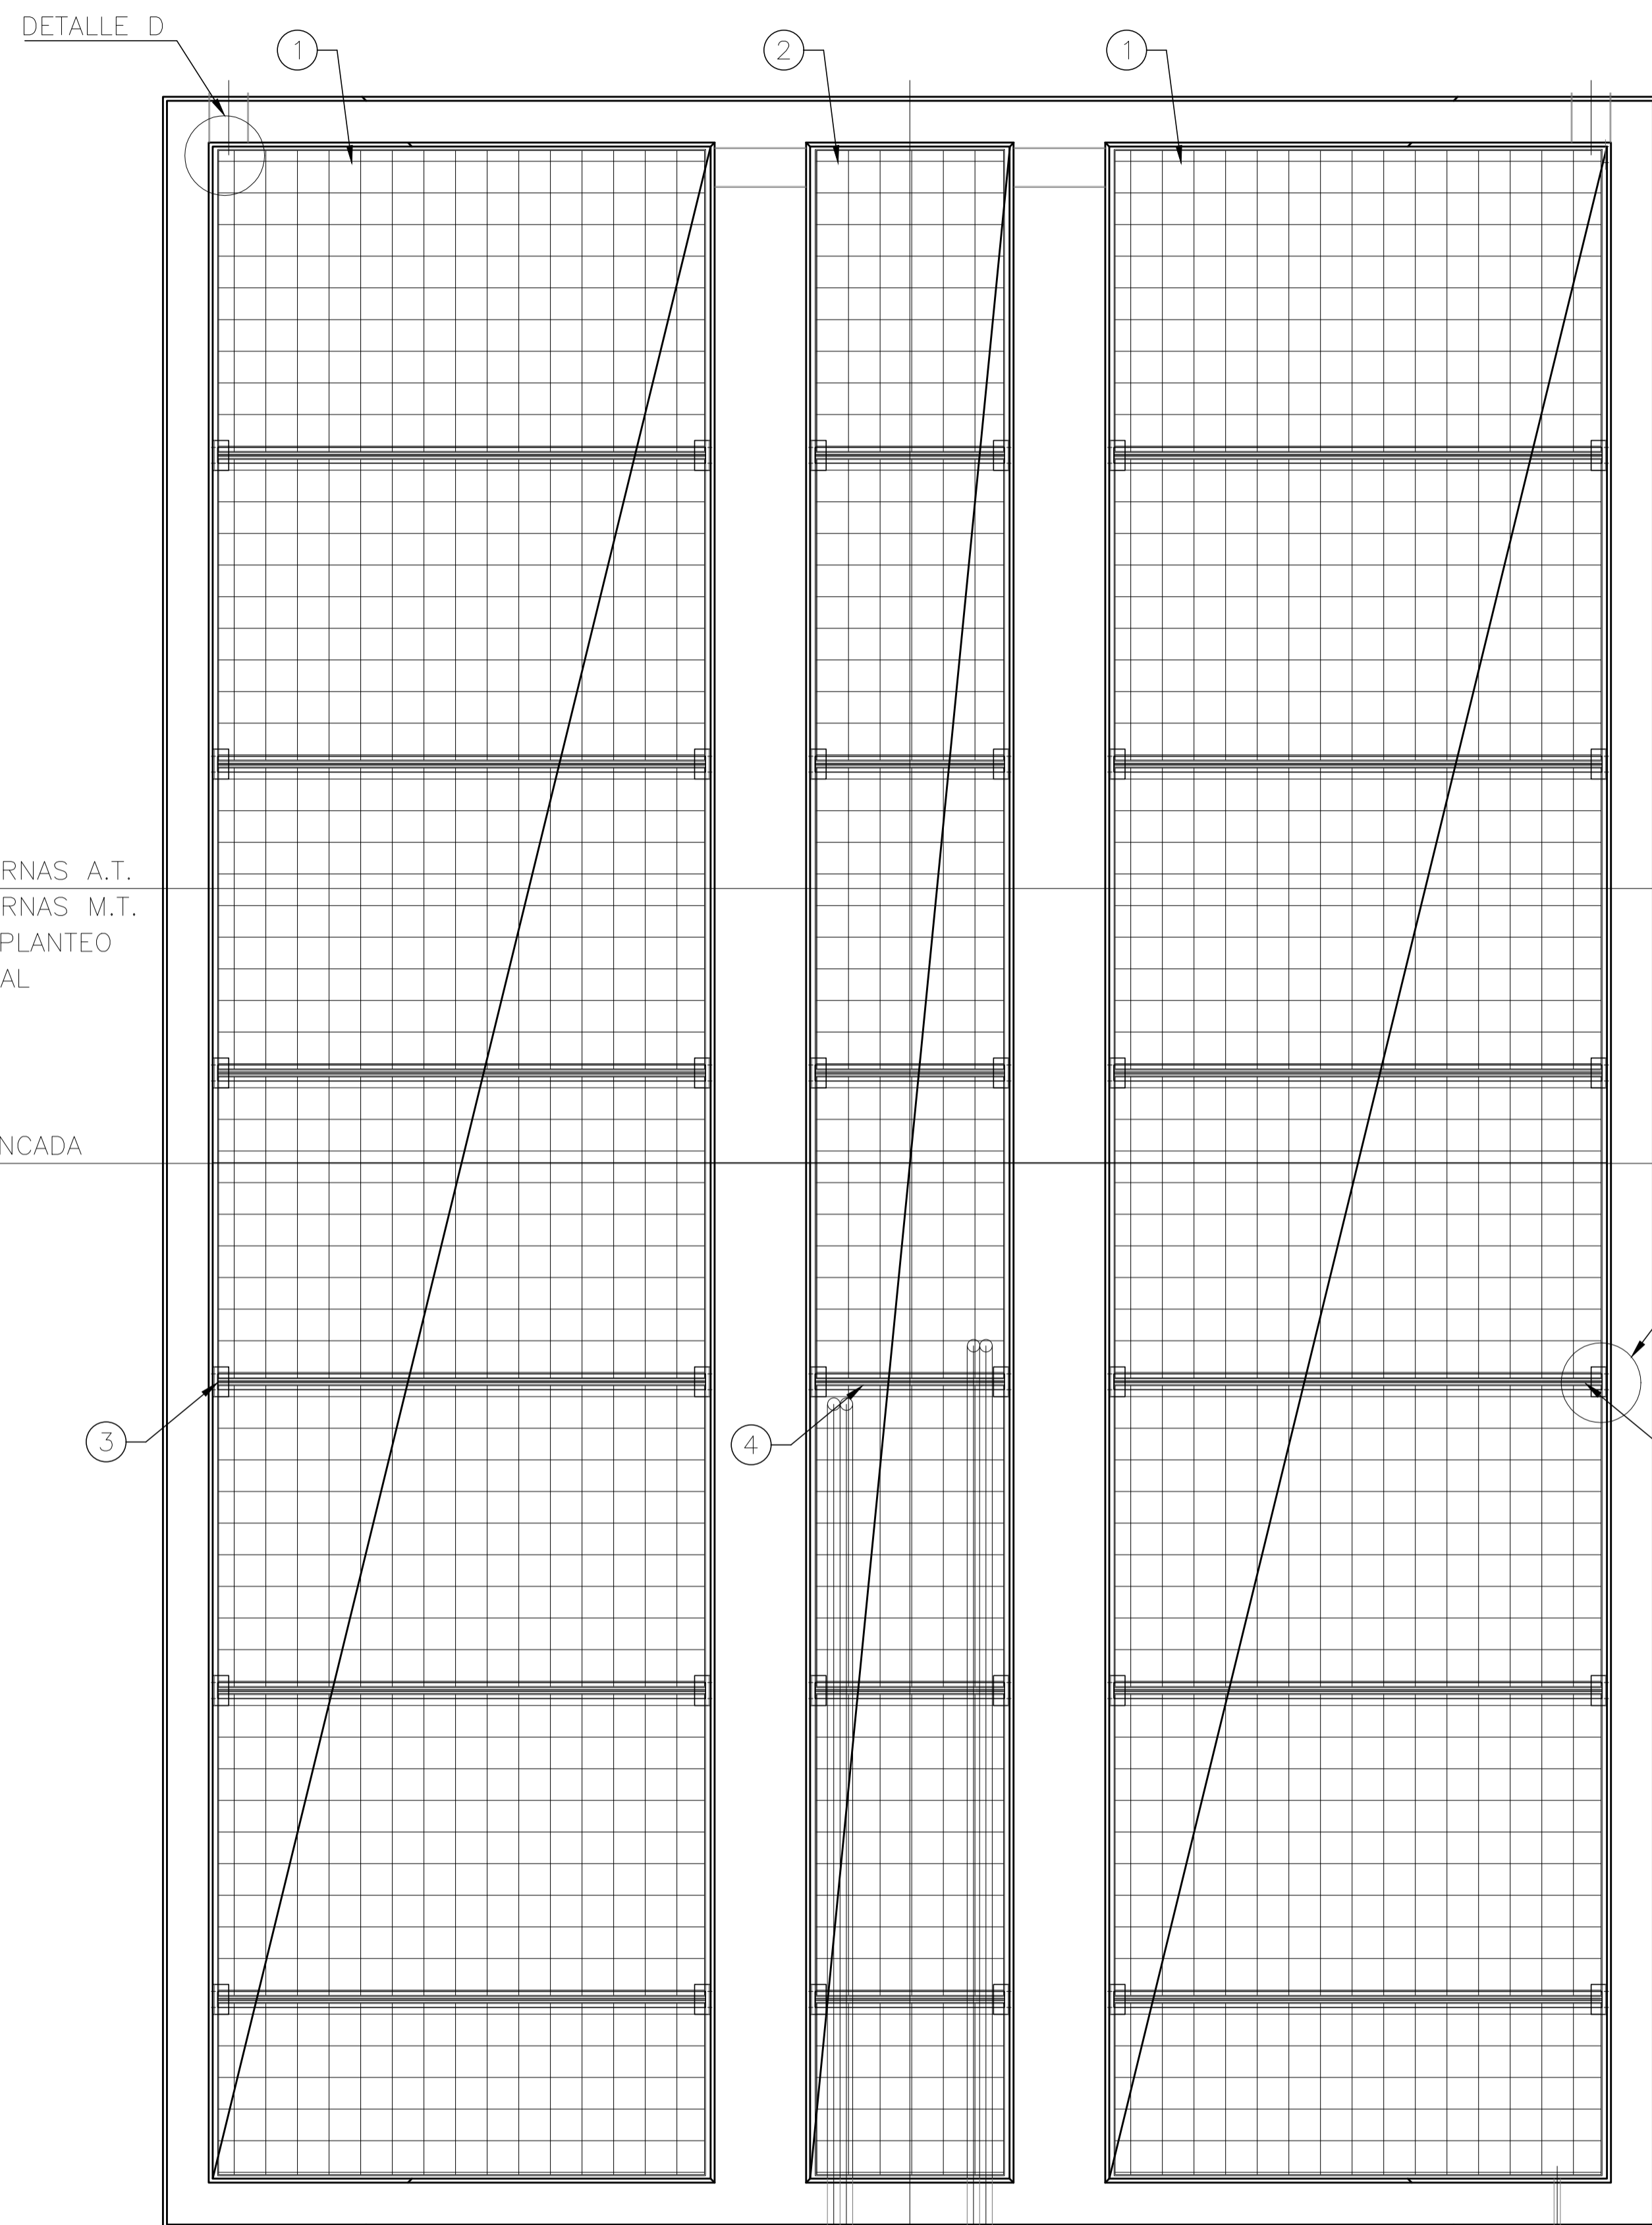 DETALLE D
1
2
1
RNAS A.T.
RNAS M.T.
PLANTEO
AL
NCADA
3
4